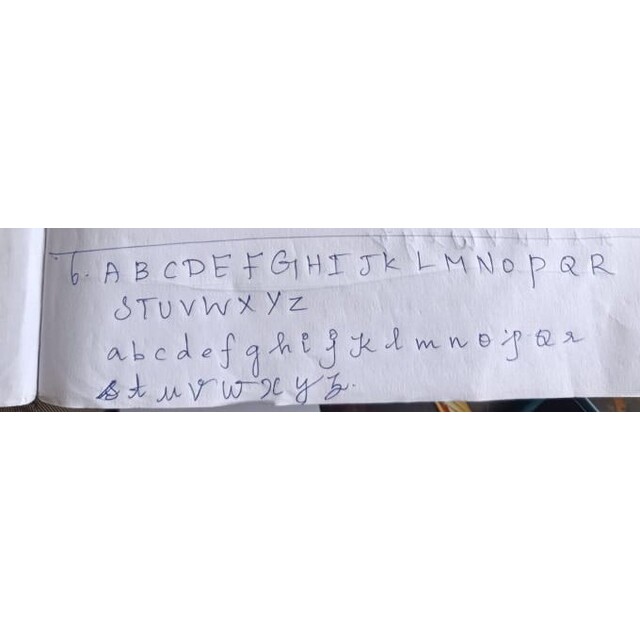 6. A B C D E F G H I J K L M N O P Q R
S T U V W X Y Z
a b c d e f g h i j k l m n o p q r
s t u v w x y z.